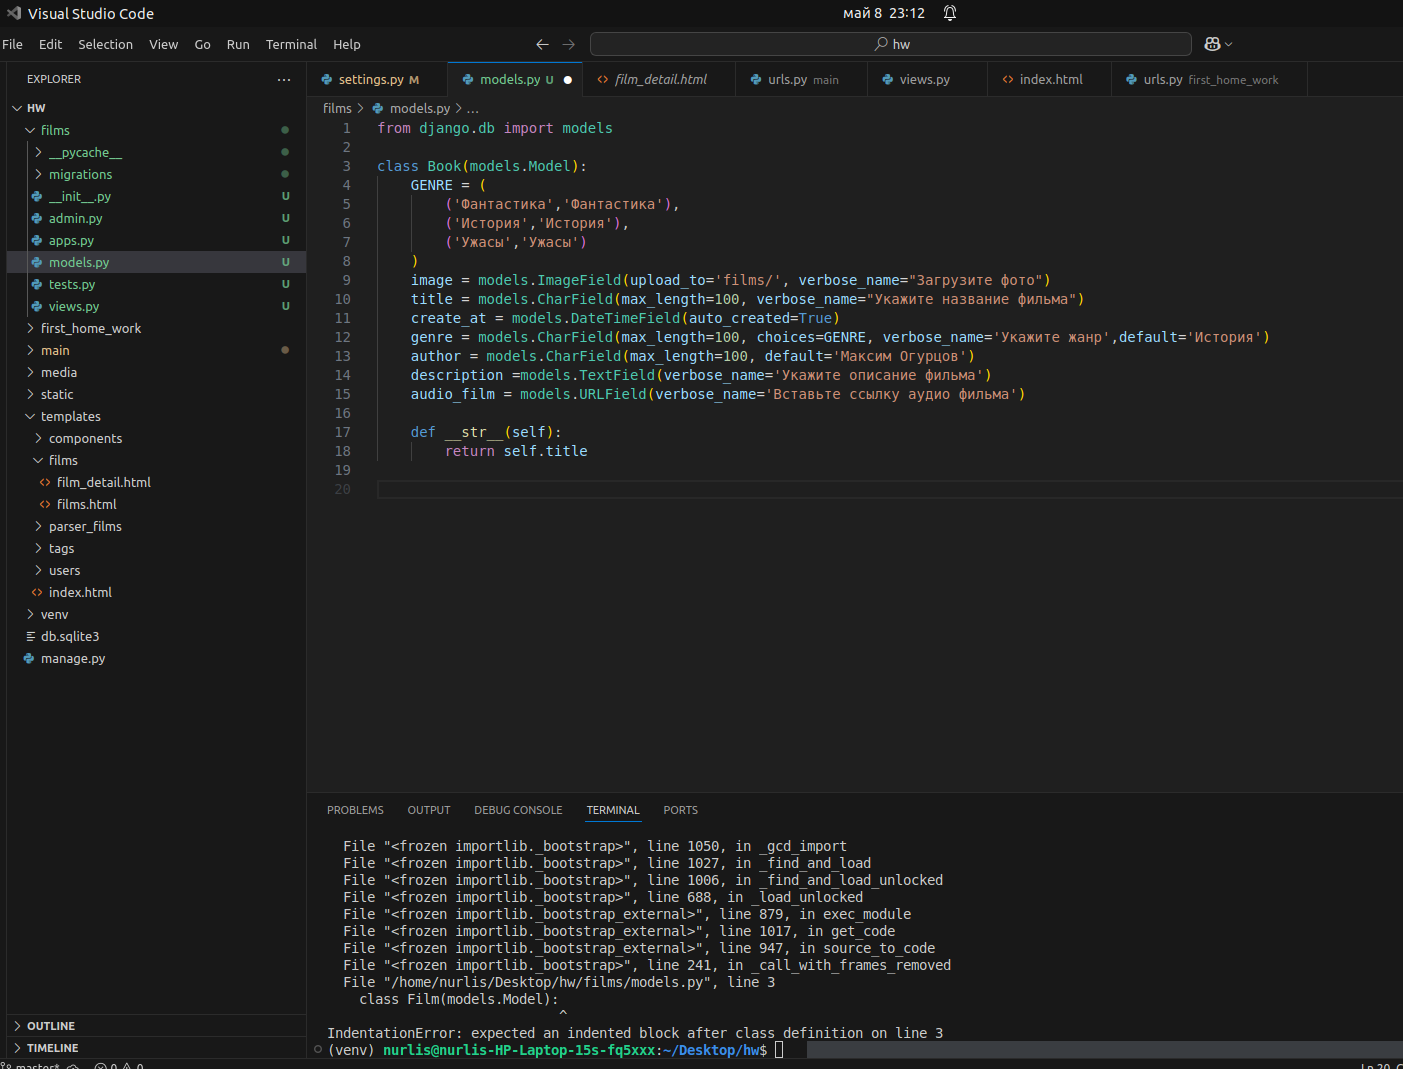 Visual Studio Code
май 8 23:12
File Edit Selection View Go Run Terminal Help
hw
EXPLORER
HW
films
__pycache__
migrations
__init__.py U
admin.py U
apps.py U
models.py U
tests.py U
views.py U
first_home_work
main
media
static
templates
components
films
film_detail.html
films.html
parser_films
tags
users
index.html
venv
db.sqlite3
manage.py
OUTLINE
TIMELINE
settings.py M models.py U film_detail.html urls.py main views.py index.html urls.py first_home_work
films > models.py > ...
1 from django.db import models
2
3 class Book(models.Model):
4 GENRE = (
5 ('Фантастика','Фантастика'),
6 ('История','История'),
7 ('Ужасы','Ужасы')
8 )
9 image = models.ImageField(upload_to='films/', verbose_name="Загрузите фото")
10 title = models.CharField(max_length=100, verbose_name="Укажите название фильма")
11 create_at = models.DateTimeField(auto_created=True)
12 genre = models.CharField(max_length=100, choices=GENRE, verbose_name='Укажите жанр',default='История')
13 author = models.CharField(max_length=100, default='Максим Огурцов')
14 description =models.TextField(verbose_name='Укажите описание фильма')
15 audio_film = models.URLField(verbose_name='Вставьте ссылку аудио фильма')
16
17 def __str__(self):
18 return self.title
19
20
PROBLEMS OUTPUT DEBUG CONSOLE TERMINAL PORTS
File "<frozen importlib._bootstrap>", line 1050, in _gcd_import
File "<frozen importlib._bootstrap>", line 1027, in _find_and_load
File "<frozen importlib._bootstrap>", line 1006, in _find_and_load_unlocked
File "<frozen importlib._bootstrap>", line 688, in _load_unlocked
File "<frozen importlib._bootstrap_external>", line 879, in exec_module
File "<frozen importlib._bootstrap_external>", line 1017, in get_code
File "<frozen importlib._bootstrap_external>", line 947, in source_to_code
File "<frozen importlib._bootstrap>", line 241, in _call_with_frames_removed
File "/home/nurlis/Desktop/hw/films/models.py", line 3
class Film(models.Model):
^
IndentationError: expected an indented block after class definition on line 3
(venv) nurlis@nurlis-HP-Laptop-15s-fq5xxx:~/Desktop/hw$
master* 0 0
Ln 20